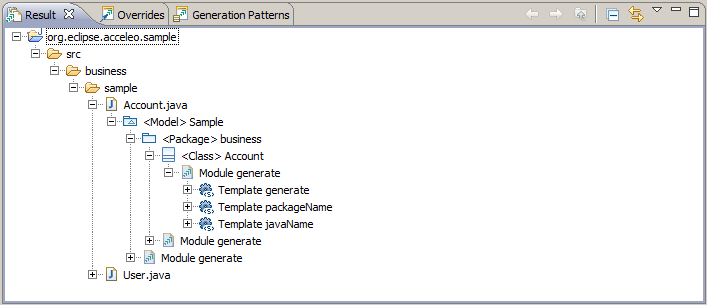 Result Overrides Generation Patterns
org.eclipse.acceleo.sample
src
business
sample
Account.java
<Model> Sample
<Package> business
<Class> Account
Module generate
Template generate
Template packageName
Template javaName
Module generate
Module generate
User.java